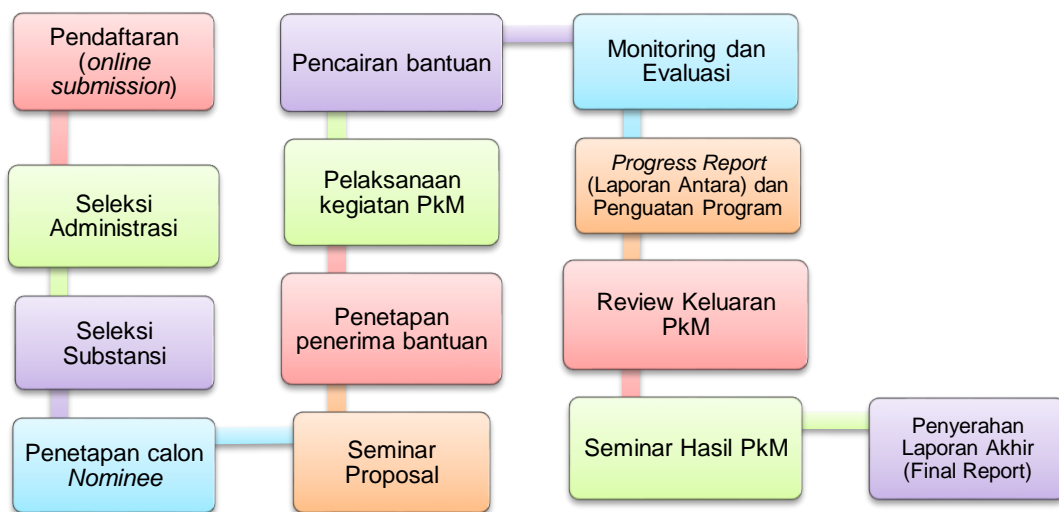 Pendaftaran
(online
submission)
Seleksi
Administrasi
Seleksi
Substansi
Penetapan calon
Nominee
Seminar
Proposal
Penetapan
penerima bantuan
Pelaksanaan
kegiatan PkM
Pencairan bantuan
Monitoring dan
Evaluasi
Progress Report
(Laporan Antara) dan
Penguatan Program
Review Keluaran
PkM
Seminar Hasil PkM
Penyerahan
Laporan Akhir
(Final Report)